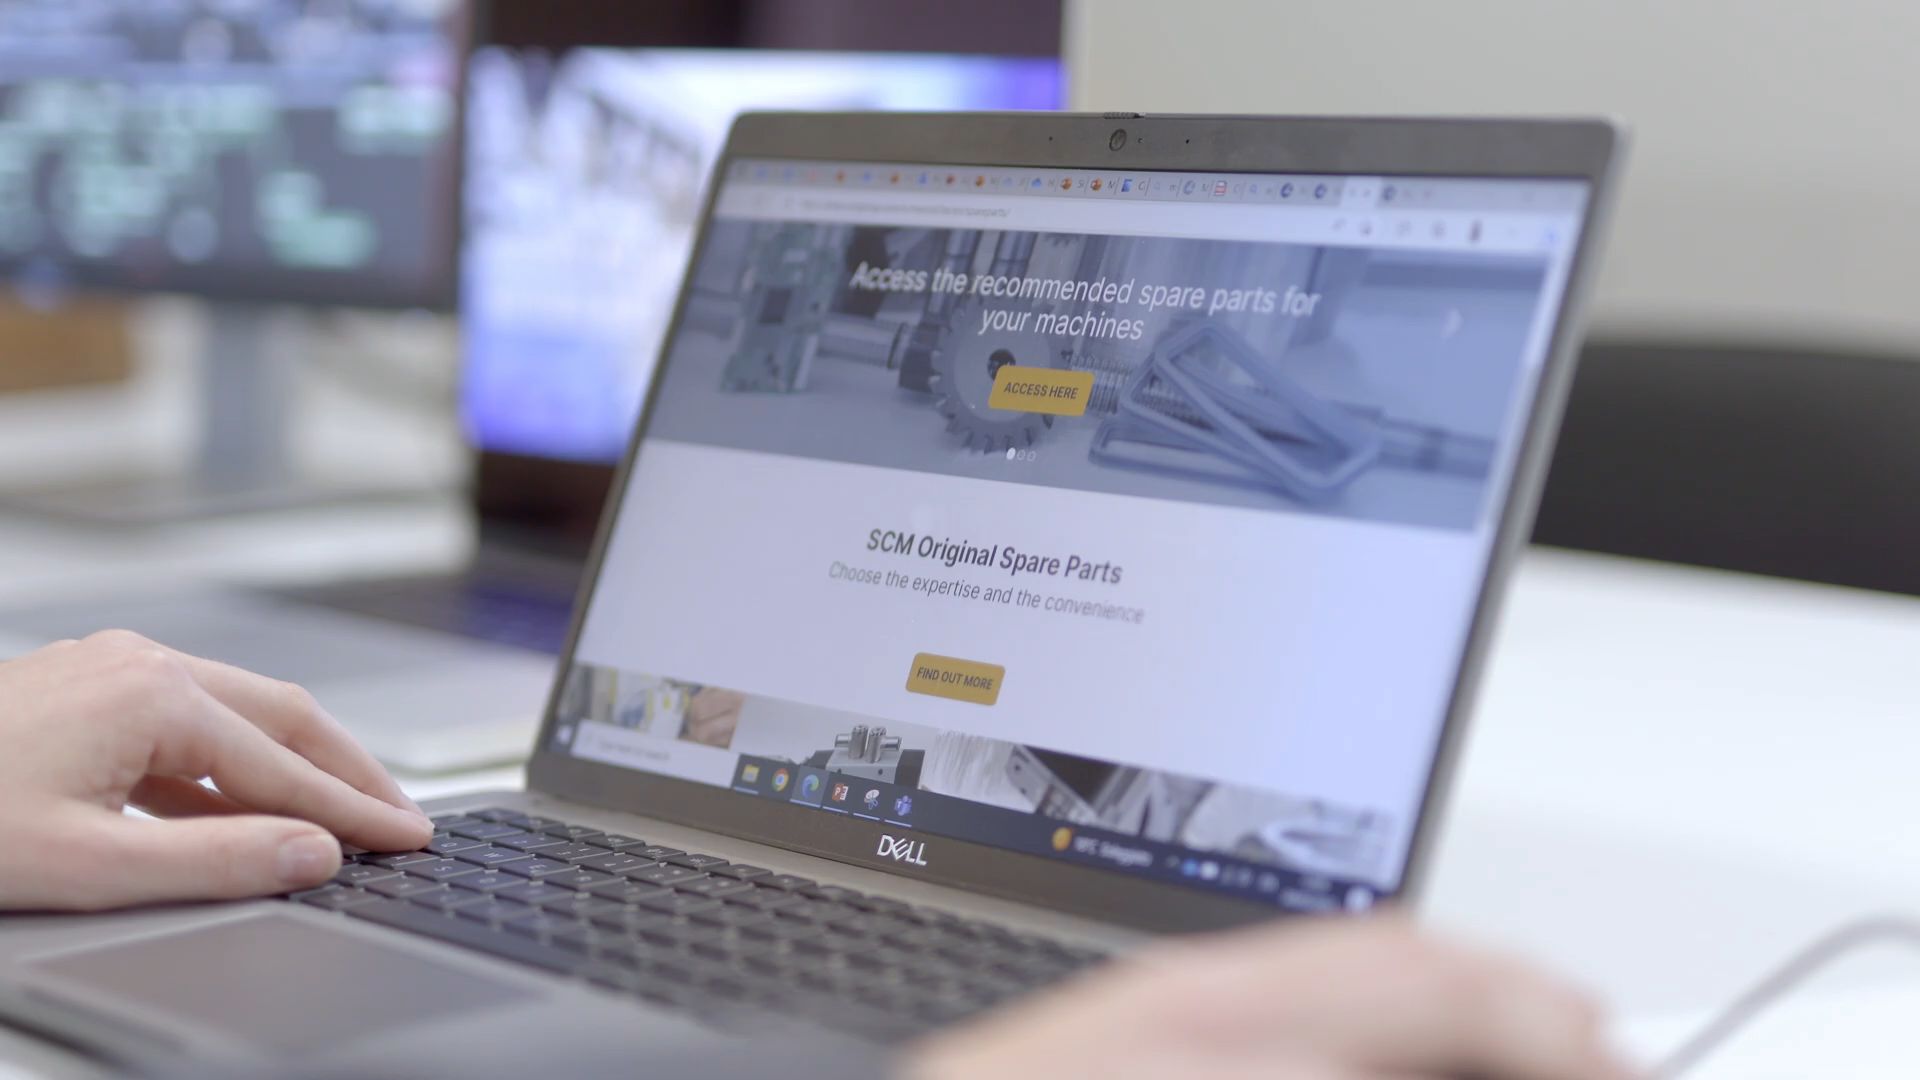 Access the recommended spare parts for
your machines
ACCESS HERE
SCM Original Spare Parts
Choose the expertise and the convenience
FIND OUT MORE
DELL